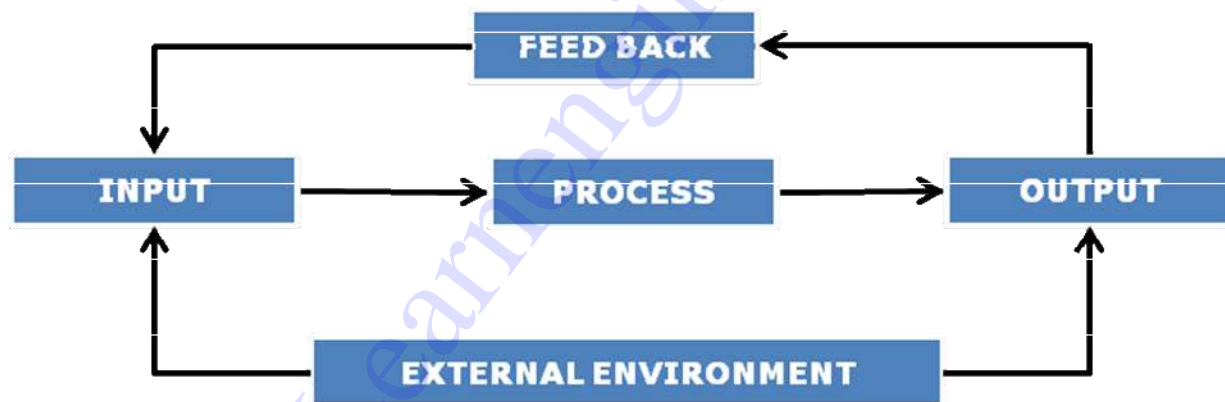 FEED BACK
INPUT
PROCESS
OUTPUT
EXTERNAL ENVIRONMENT